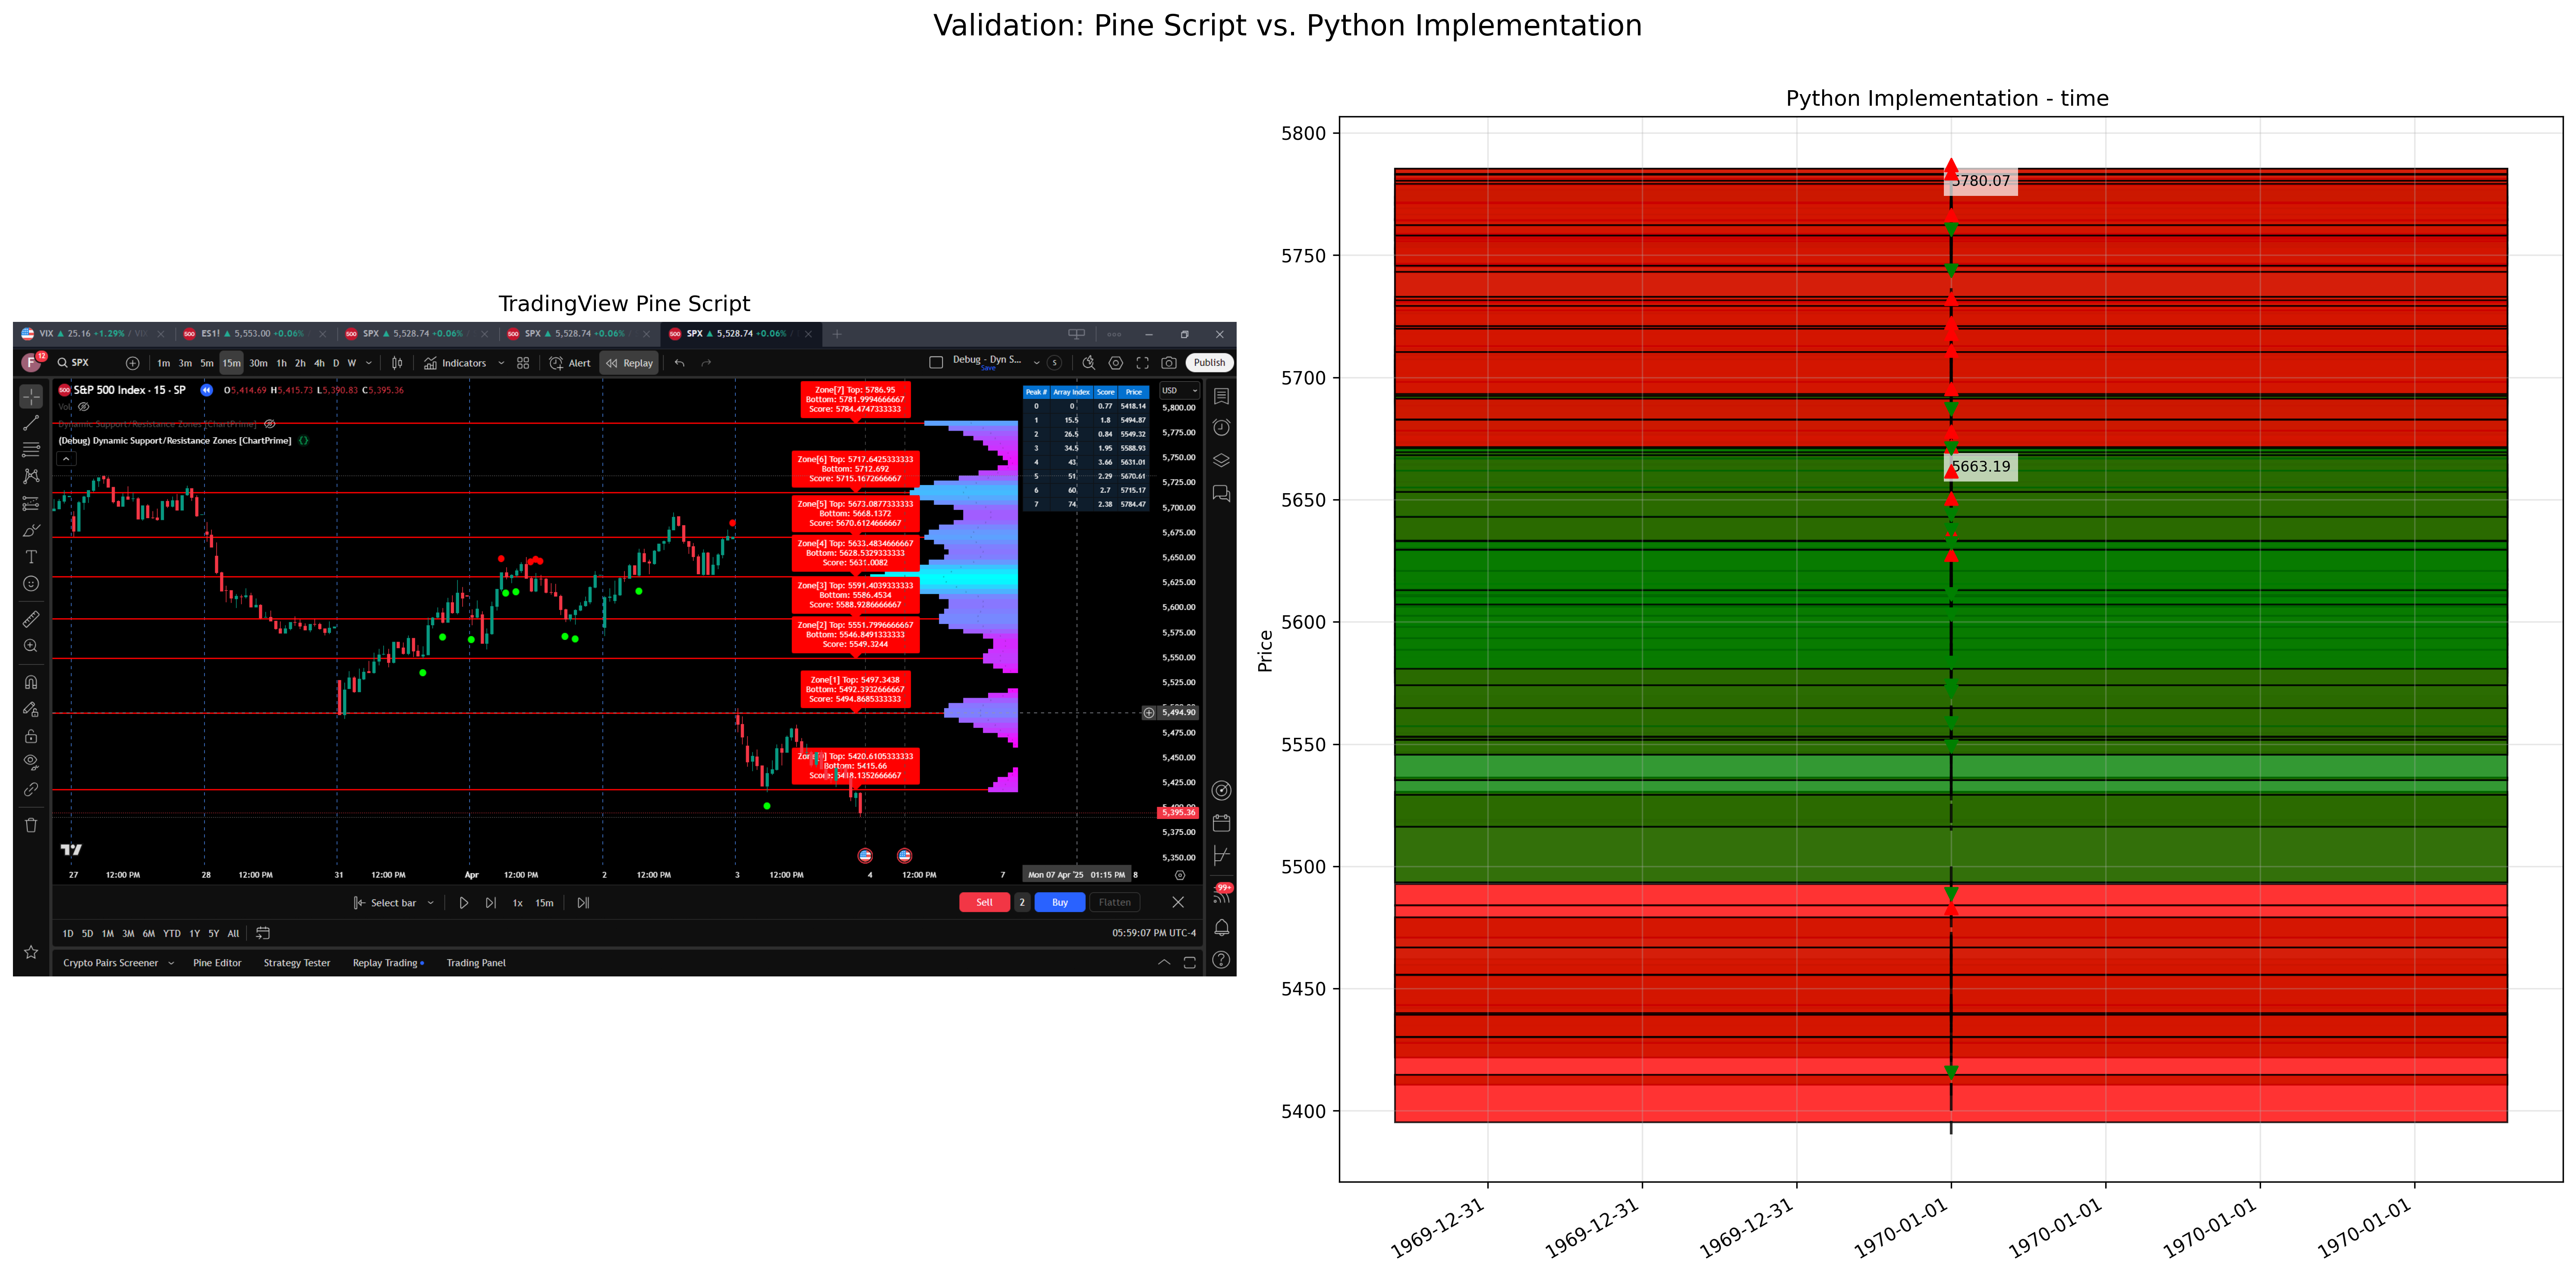 Validation: Pine Script vs. Python Implementation
TradingView Pine Script
VIX ▲ 25.16 +1.29% / VIX
ES1! ▲ 5,553.00 +0.06%
SPX ▲ 5,528.74 +0.06%
SPX ▲ 5,528.74 +0.06%
SPX ▲ 5,528.74 +0.06%
F 12 SPX 1m 3m 5m 15m 30m 1h 2h 4h D W Indicators Alert Replay Debug - Dyn S... Save S Publish
500 S&P 500 Index · 15 · SP O5,414.69 H5,415.73 L5,390.83 C5,395.36
Vol
Dynamic Support/Resistance Zones [ChartPrime]
(Debug) Dynamic Support/Resistance Zones [ChartPrime] {}
Zone[7] Top: 5786.95
Bottom: 5781.9994666667
Score: 5784.4747333333
Zone[6] Top: 5717.6425333333
Bottom: 5712.692
Score: 5715.1672666667
Zone[5] Top: 5673.0877333333
Bottom: 5668.1372
Score: 5670.6124666667
Zone[4] Top: 5633.4834666667
Bottom: 5628.5329333333
Score: 5631.0082
Zone[3] Top: 5591.4039333333
Bottom: 5586.4534
Score: 5588.9286666667
Zone[2] Top: 5551.7996666667
Bottom: 5546.8491333333
Score: 5549.3244
Zone[1] Top: 5497.3438
Bottom: 5492.3932666667
Score: 5494.8685333333
Top: 5420.6105333333
Bottom: 5415.66
Score: 5418.1352666667
Peak # Array Index Score Price
0 0 0.77 5418.14
1 15.5 1.8 5494.87
2 26.5 0.84 5549.32
3 34.5 1.95 5588.93
4 43 3.66 5631.01
5 51 2.29 5670.61
6 60 2.7 5715.17
7 74 2.38 5784.47
USD
5,800.00
5,775.00
5,750.00
5,725.00
5,700.00
5,675.00
5,650.00
5,625.00
5,600.00
5,575.00
5,550.00
5,525.00
5,494.90
5,475.00
5,450.00
5,425.00
5,395.36
5,375.00
5,350.00
27 12:00 PM 28 12:00 PM 31 12:00 PM Apr 12:00 PM 2 12:00 PM 3 12:00 PM 4 12:00 PM 7 Mon 07 Apr '25 01:15 PM 8
Select bar 1x 15m Sell 2 Buy Flatten
99+
1D 5D 1M 3M 6M YTD 1Y 5Y All 05:59:07 PM UTC-4
Crypto Pairs Screener Pine Editor Strategy Tester Replay Trading Trading Panel
Python Implementation - time
Price
5800
5750
5700
5650
5600
5550
5500
5450
5400
5780.07
5663.19
1969-12-31
1969-12-31
1969-12-31
1970-01-01
1970-01-01
1970-01-01
1970-01-01